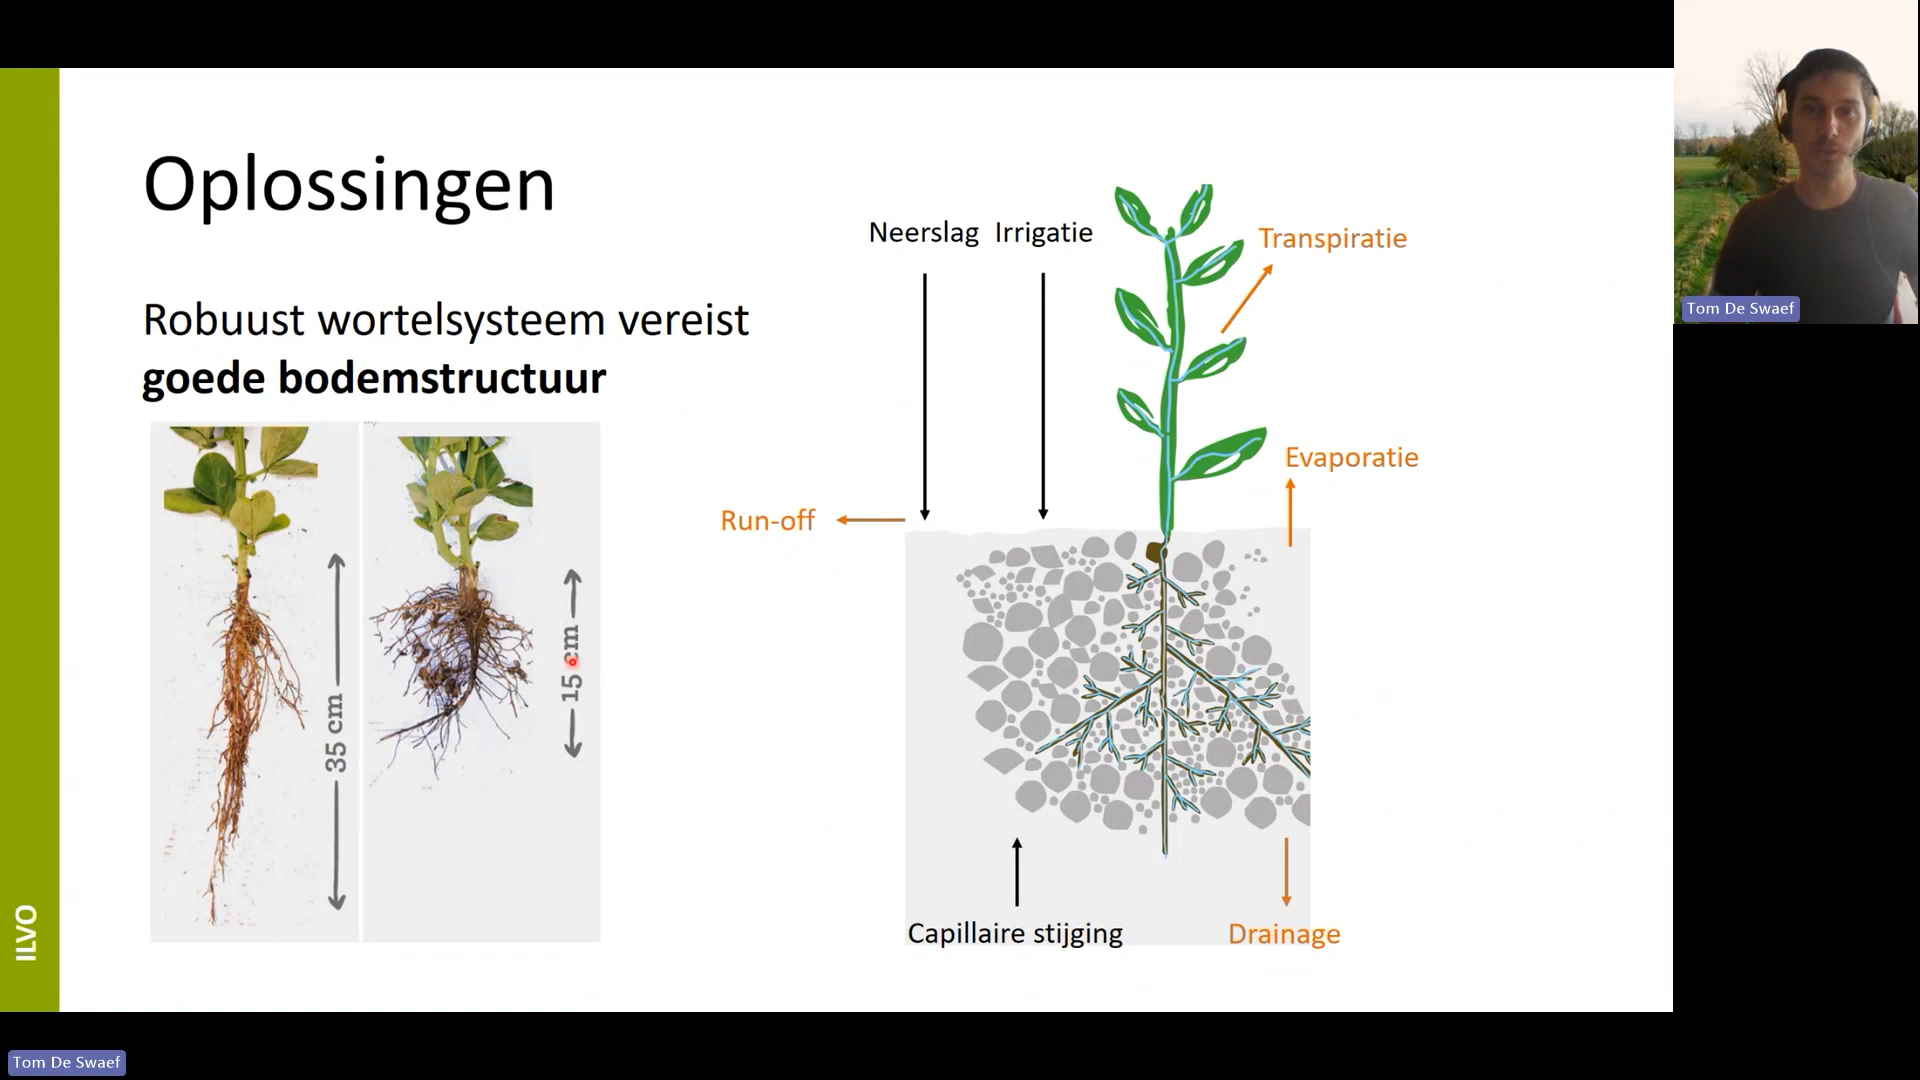 Oplossingen
Robuust wortelsysteem vereist
goede bodemstructuur
35 cm
15 cm
Neerslag
Irrigatie
Transpiratie
Evaporatie
Run-off
Capillaire stijging
Drainage
ILVO
Tom De Swaef
Tom De Swaef